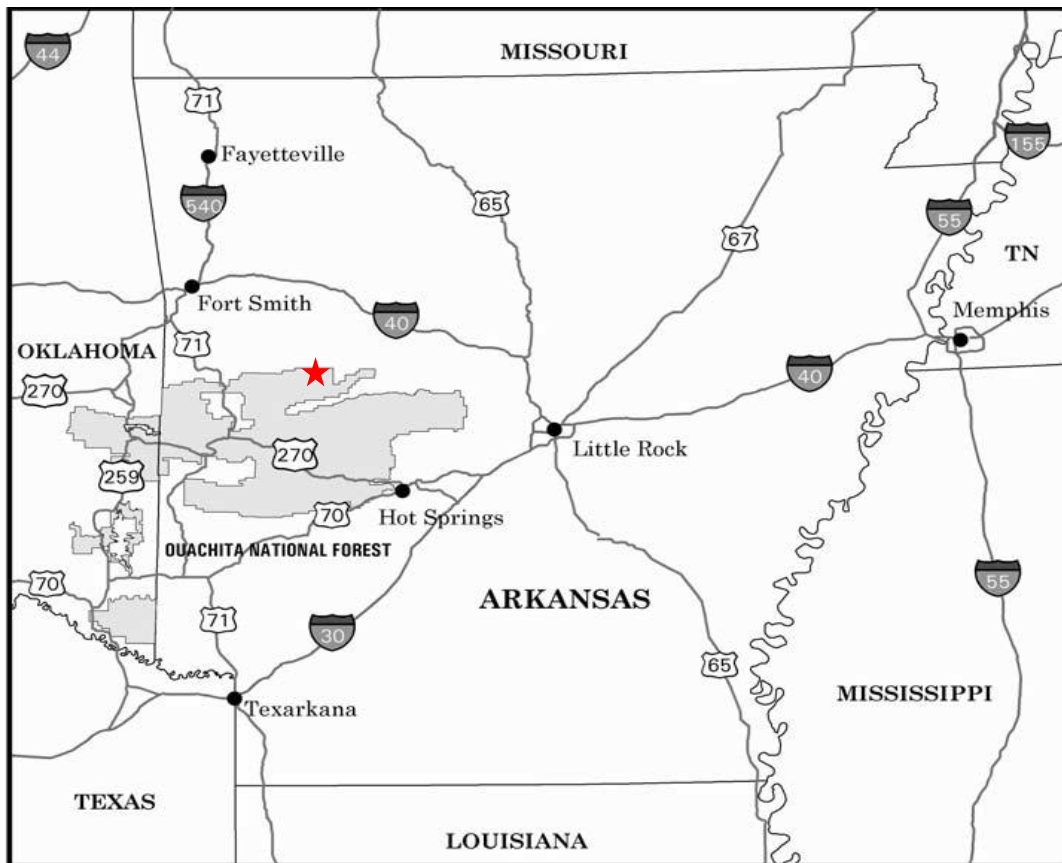 44
MISSOURI
71
155
Fayetteville
540
65
55
67
TN
Fort Smith
40
Memphis
OKLAHOMA
71
270
40
270
Little Rock
259
Hot Springs
70
OUACHITA NATIONAL FOREST
70
55
ARKANSAS
71
30
65
MISSISSIPPI
Texarkana
TEXAS
LOUISIANA